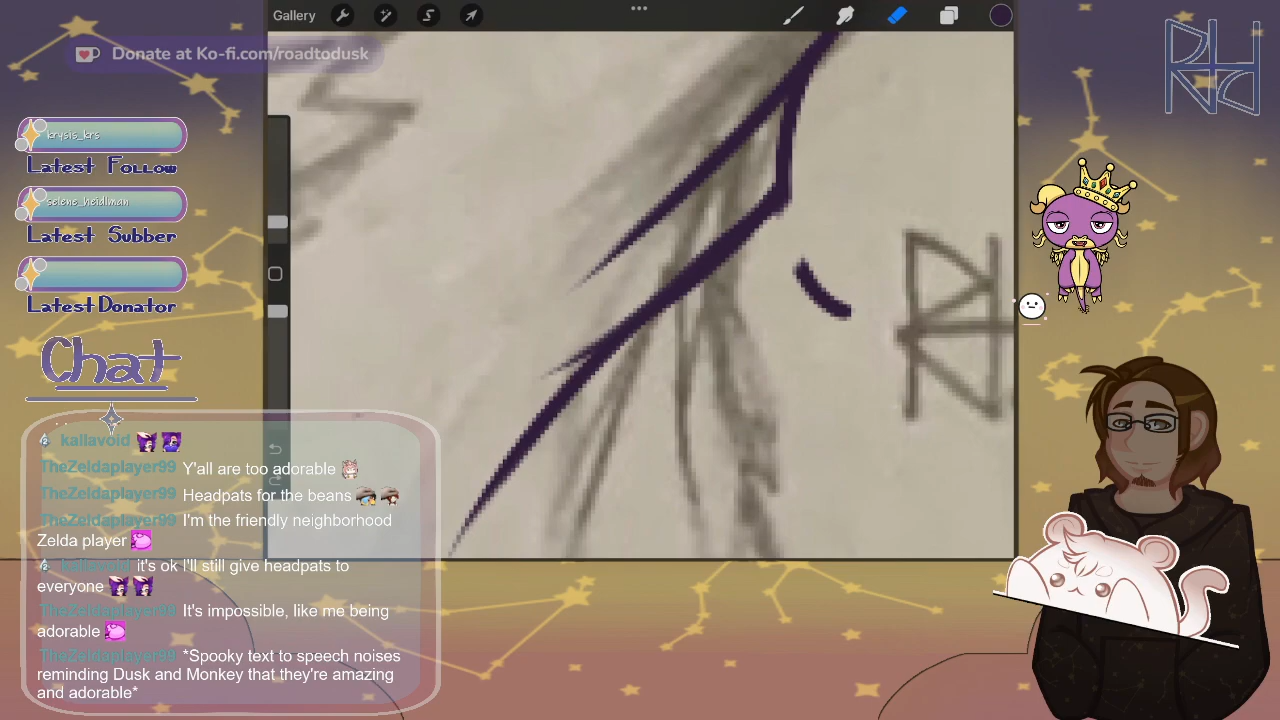 Gallery
Donate at Ko-fi.com/roadtodusk
krysis_krs
Latest Follow
selene_heidlman
Latest Subber
Latest Donator
Chat
kallavoid
TheZeldaplayer99 Y'all are too adorable
TheZeldaplayer99 Headpats for the beans
TheZeldaplayer99 I'm the friendly neighborhood
Zelda player
kallavoid it's ok I'll still give headpats to
everyone
TheZeldaplayer99 It's impossible, like me being
adorable
TheZeldaplayer99 *Spooky text to speech noises
reminding Dusk and Monkey that they're amazing
and adorable*